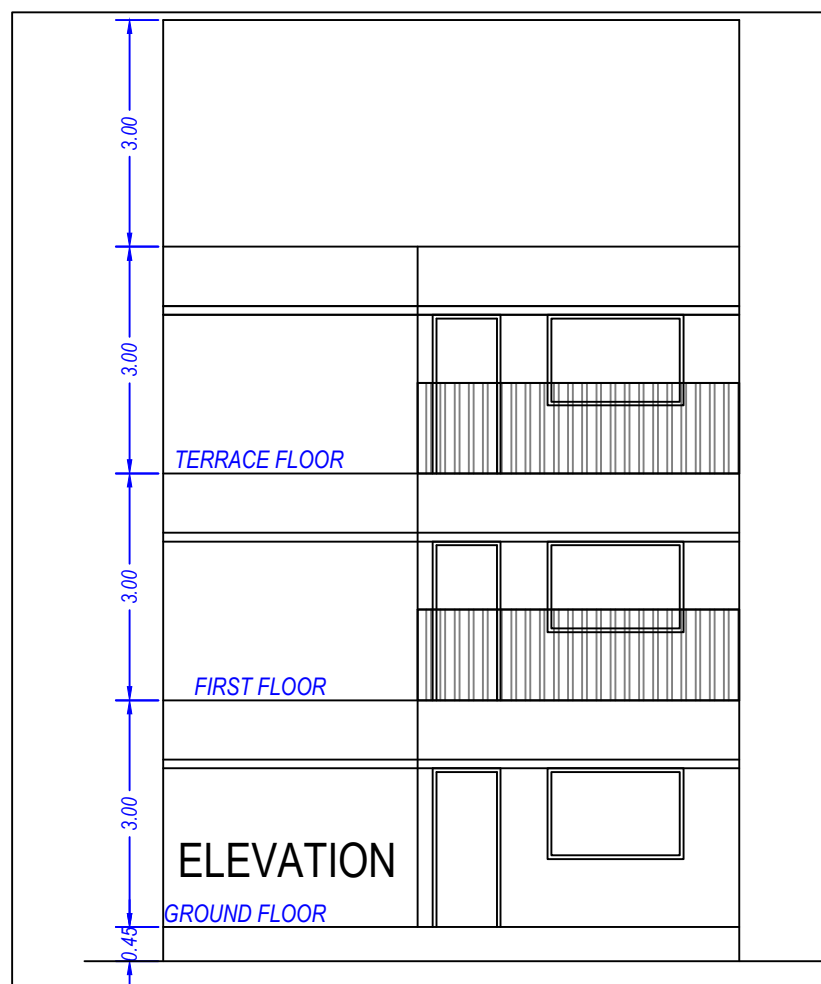 3.00
3.00
TERRACE FLOOR
3.00
FIRST FLOOR
3.00
ELEVATION
GROUND FLOOR
0.45